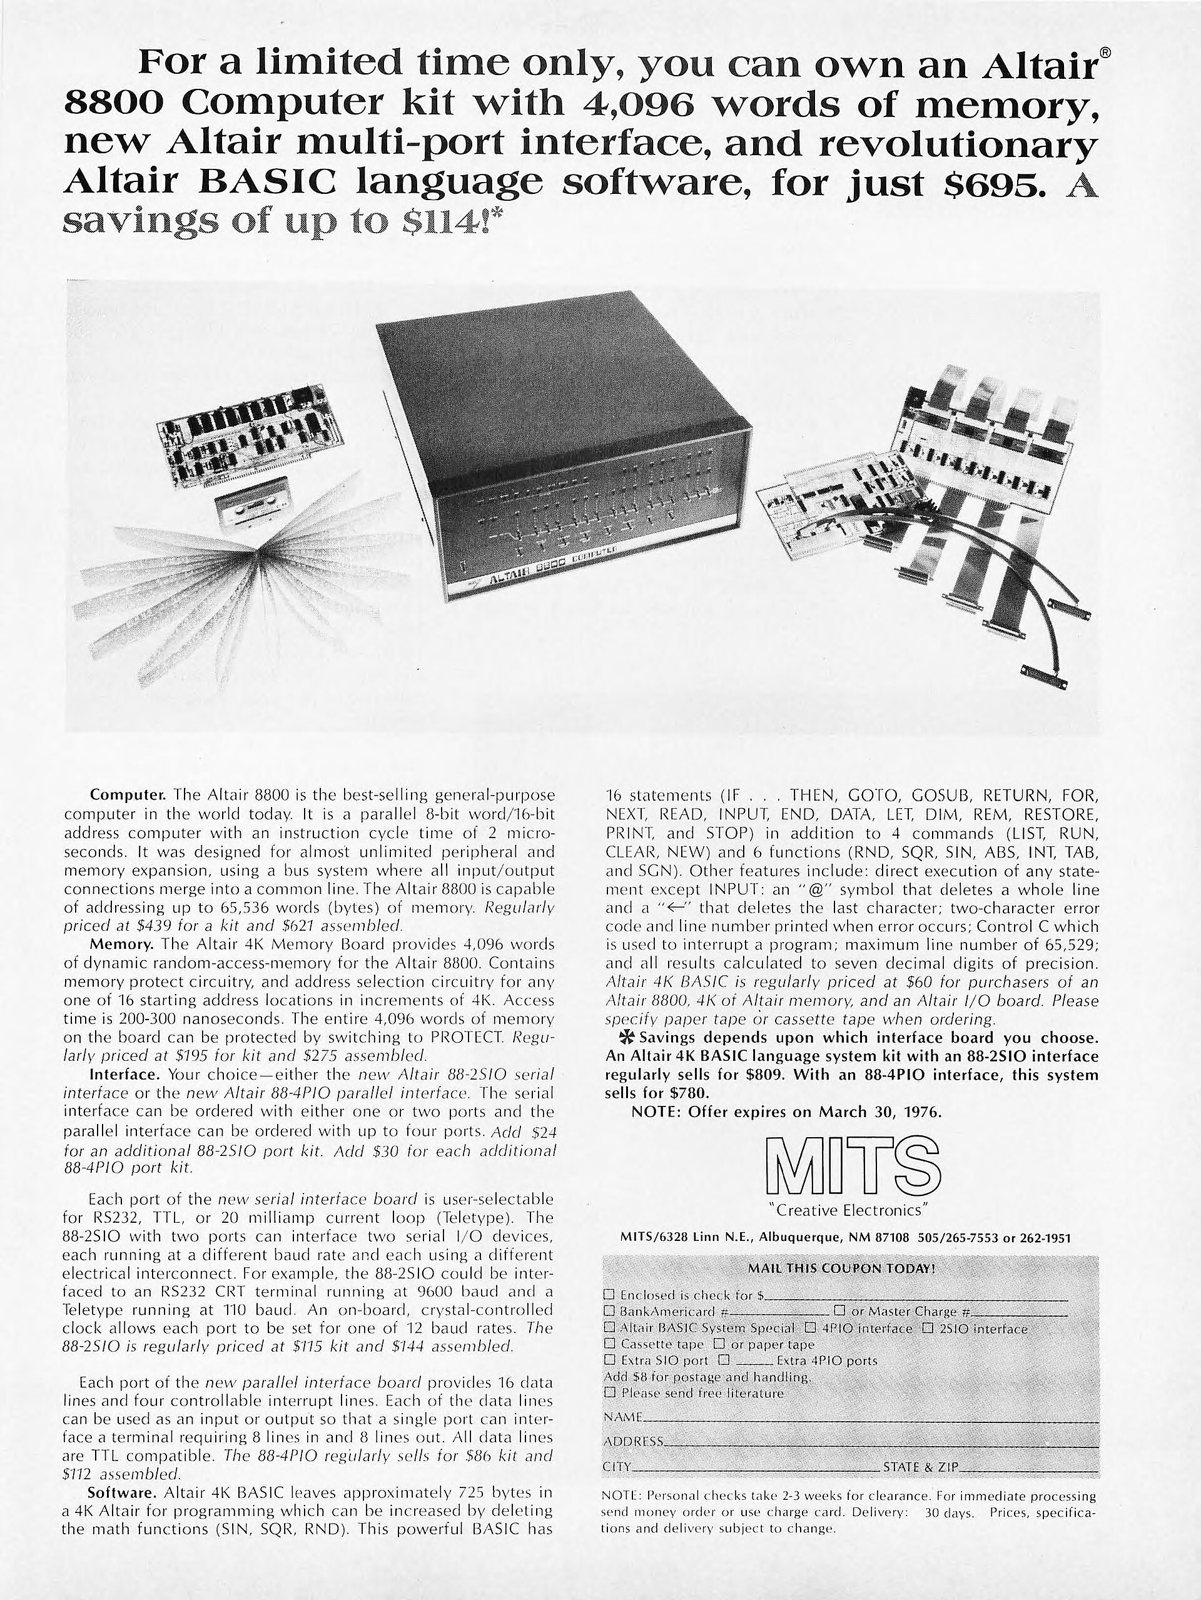 For a limited time only, you can own an Altair®
8800 Computer kit with 4,096 words of memory,
new Altair multi-port interface, and revolutionary
Altair BASIC language software, for just $695. A
savings of up to $114!*
ALTAIR 8800 COMPUTER
Computer. The Altair 8800 is the best-selling general-purpose
computer in the world today. It is a parallel 8-bit word/16-bit
address computer with an instruction cycle time of 2 micro-
seconds. It was designed for almost unlimited peripheral and
memory expansion, using a bus system where all input/output
connections merge into a common line. The Altair 8800 is capable
of addressing up to 65,536 words (bytes) of memory. Regularly
priced at $439 for a kit and $621 assembled.
Memory. The Altair 4K Memory Board provides 4,096 words
of dynamic random-access-memory for the Altair 8800. Contains
memory protect circuitry, and address selection circuitry for any
one of 16 starting address locations in increments of 4K. Access
time is 200-300 nanoseconds. The entire 4,096 words of memory
on the board can be protected by switching to PROTECT. Regu-
larly priced at $195 for kit and $275 assembled.
Interface. Your choice—either the new Altair 88-2SIO serial
interface or the new Altair 88-4PIO parallel interface. The serial
interface can be ordered with either one or two ports and the
parallel interface can be ordered with up to four ports. Add $24
for an additional 88-2SIO port kit. Add $30 for each additional
88-4PIO port kit.
Each port of the new serial interface board is user-selectable
for RS232, TTL, or 20 milliamp current loop (Teletype). The
88-2SIO with two ports can interface two serial I/O devices,
each running at a different baud rate and each using a different
electrical interconnect. For example, the 88-2SIO could be inter-
faced to an RS232 CRT terminal running at 9600 baud and a
Teletype running at 110 baud. An on-board, crystal-controlled
clock allows each port to be set for one of 12 baud rates. The
88-2SIO is regularly priced at $115 kit and $144 assembled.
Each port of the new parallel interface board provides 16 data
lines and four controllable interrupt lines. Each of the data lines
can be used as an input or output so that a single port can inter-
face a terminal requiring 8 lines in and 8 lines out. All data lines
are TTL compatible. The 88-4PIO regularly sells for $86 kit and
$112 assembled.
Software. Altair 4K BASIC leaves approximately 725 bytes in
a 4K Altair for programming which can be increased by deleting
the math functions (SIN, SQR, RND). This powerful BASIC has
16 statements (IF . . . THEN, GOTO, GOSUB, RETURN, FOR,
NEXT, READ, INPUT, END, DATA, LET, DIM, REM, RESTORE,
PRINT, and STOP) in addition to 4 commands (LIST, RUN,
CLEAR, NEW) and 6 functions (RND, SQR, SIN, ABS, INT, TAB,
and SGN). Other features include: direct execution of any state-
ment except INPUT: an "@" symbol that deletes a whole line
and a "←" that deletes the last character; two-character error
code and line number printed when error occurs; Control C which
is used to interrupt a program; maximum line number of 65,529;
and all results calculated to seven decimal digits of precision.
Altair 4K BASIC is regularly priced at $60 for purchasers of an
Altair 8800, 4K of Altair memory, and an Altair I/O board. Please
specify paper tape or cassette tape when ordering.
* Savings depends upon which interface board you choose.
An Altair 4K BASIC language system kit with an 88-2SIO interface
regularly sells for $809. With an 88-4PIO interface, this system
sells for $780.
NOTE: Offer expires on March 30, 1976.
MITS
"Creative Electronics"
MITS/6328 Linn N.E., Albuquerque, NM 87108 505/265-7553 or 262-1951
MAIL THIS COUPON TODAY!
☐ Enclosed is check for $
☐ BankAmericard # ☐ or Master Charge #
☐ Altair BASIC System Special ☐ 4PIO interface ☐ 2SIO interface
☐ Cassette tape ☐ or paper tape
☐ Extra SIO port ☐ Extra 4PIO ports
Add $8 for postage and handling.
☐ Please send free literature
NAME
ADDRESS
CITY STATE & ZIP
NOTE: Personal checks take 2-3 weeks for clearance. For immediate processing
send money order or use charge card. Delivery: 30 days. Prices, specifica-
tions and delivery subject to change.